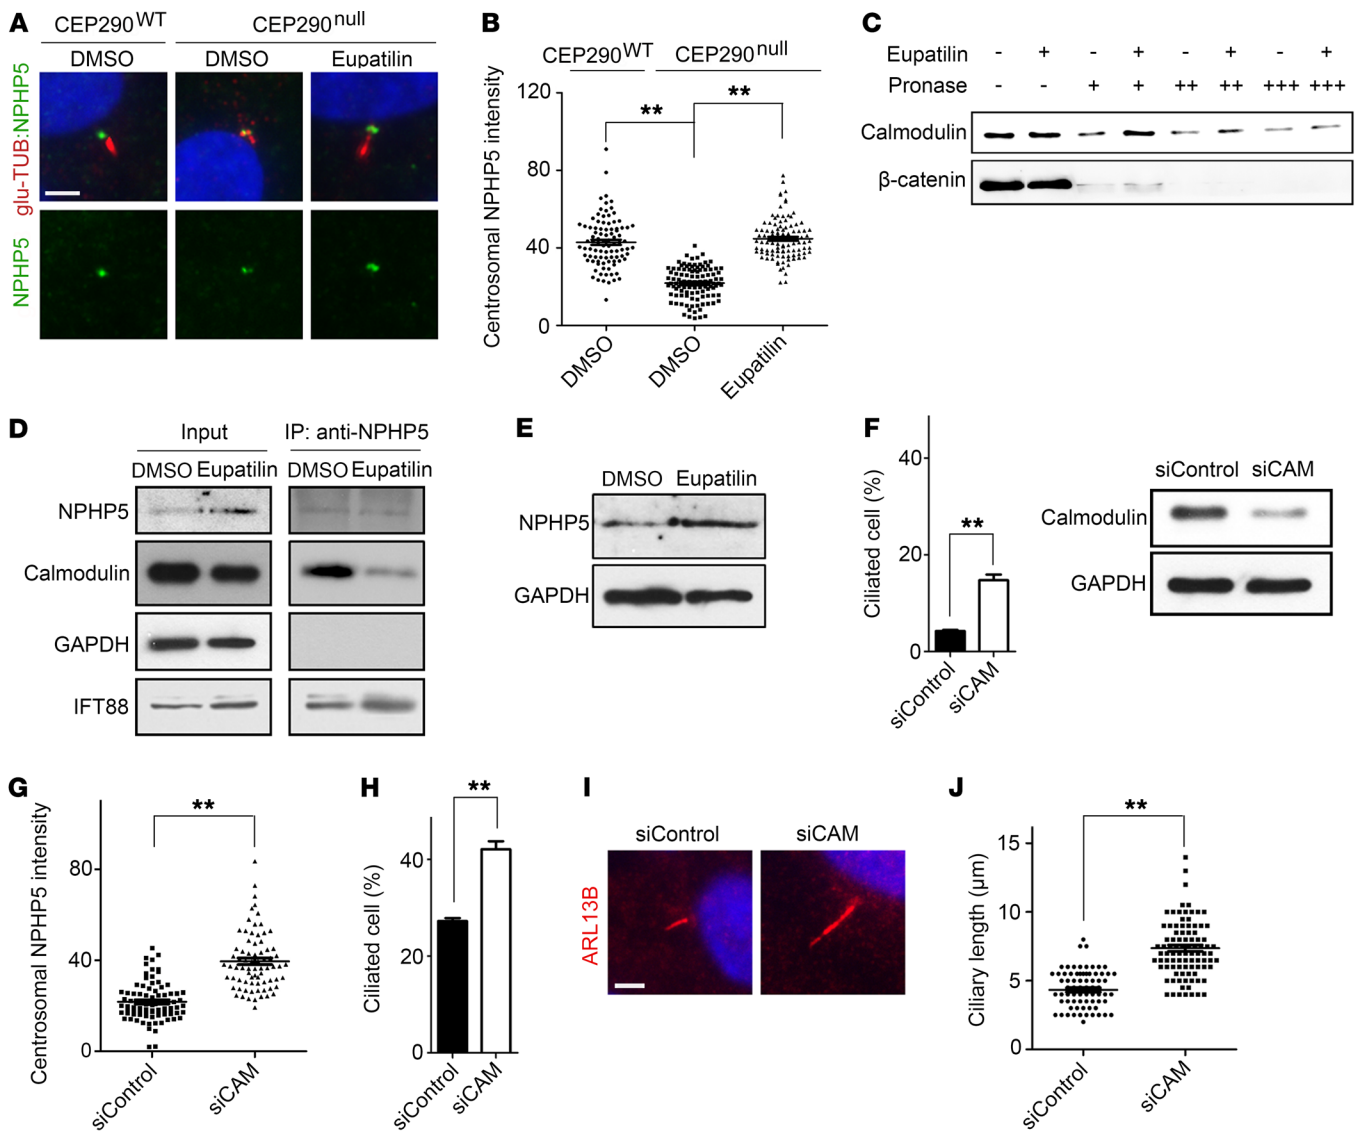 A
CEP290WT
CEP290null
DMSO
DMSO
Eupatilin
glu-TUB:NPHP5
NPHP5
B
CEP290WT
CEP290null
Centrosomal NPHP5 intensity
120
80
40
0
**
**
DMSO
DMSO
Eupatilin
C
Eupatilin - + - + - + - +
Pronase - - + + ++ ++ +++ +++
Calmodulin
β-catenin
D
Input
IP: anti-NPHP5
DMSO Eupatilin
DMSO Eupatilin
NPHP5
Calmodulin
GAPDH
IFT88
E
DMSO Eupatilin
NPHP5
GAPDH
F
Ciliated cell (%)
40
20
0
**
siControl
siCAM
siControl siCAM
Calmodulin
GAPDH
G
Centrosomal NPHP5 intensity
80
40
0
**
siControl
siCAM
H
Ciliated cell (%)
40
20
0
**
siControl
siCAM
I
siControl
siCAM
ARL13B
J
Ciliary length (μm)
15
10
5
0
**
siControl
siCAM